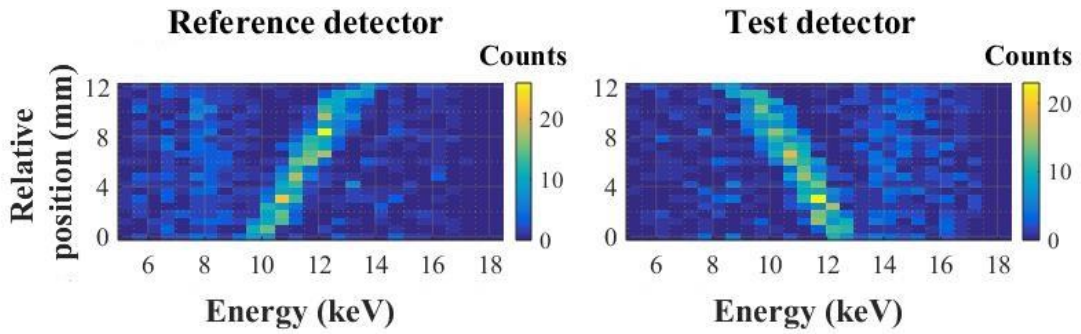 Reference detector
Test detector
Counts
Counts
Relative
position (mm)
12
8
4
0
20
10
0
12
8
4
0
20
10
0
6 8 10 12 14 16 18
6 8 10 12 14 16 18
Energy (keV)
Energy (keV)